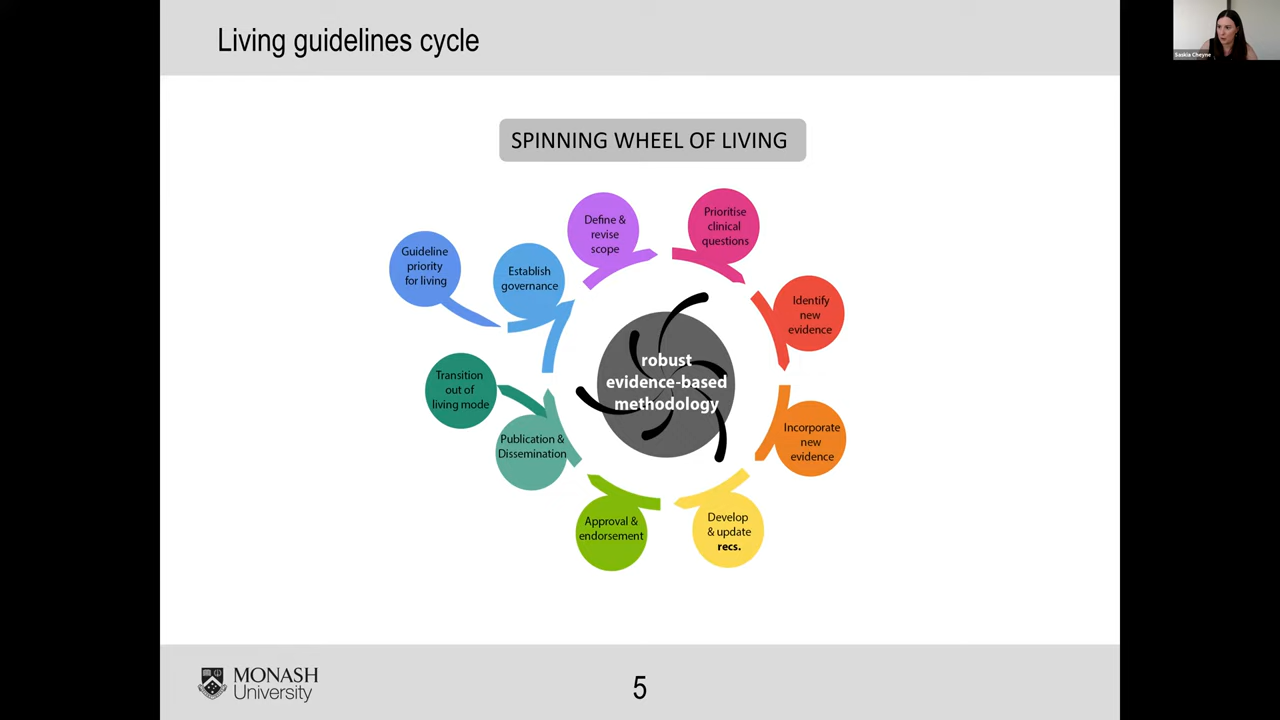 Living guidelines cycle
Saskia Cheyne
SPINNING WHEEL OF LIVING
Guideline
priority
for living
Establish
governance
Define &
revise
scope
Prioritise
clinical
questions
Identify
new
evidence
Incorporate
new
evidence
Develop
& update
recs.
Approval &
endorsement
Publication &
Dissemination
Transition
out of
living mode
robust
evidence-based
methodology
MONASH
University
5